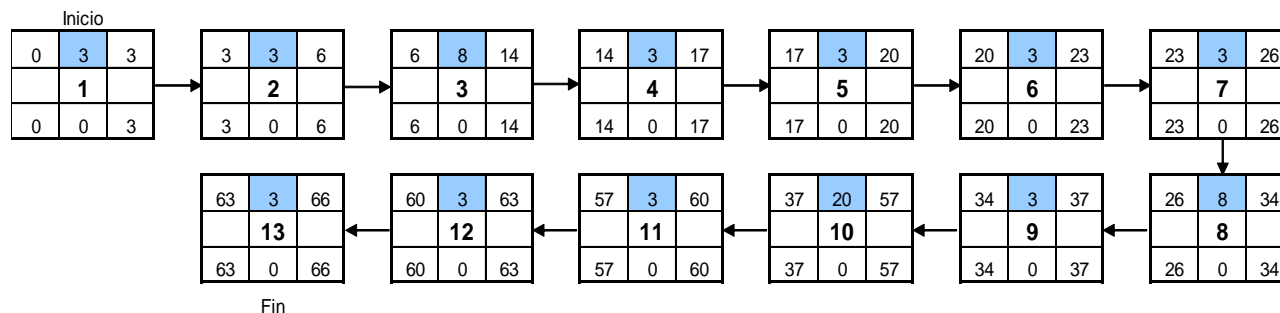 Inicio
0 3 3 3 3 6 6 8 14 14 3 17 17 3 20 20 3 23 23 3 26
1 2 3 4 5 6 7
0 0 3 3 0 6 6 0 14 14 0 17 17 0 20 20 0 23 23 0 26
63 3 66 60 3 63 57 3 60 37 20 57 34 3 37 26 8 34
13 12 11 10 9 8
63 0 66 60 0 63 57 0 60 37 0 57 34 0 37 26 0 34
Fin